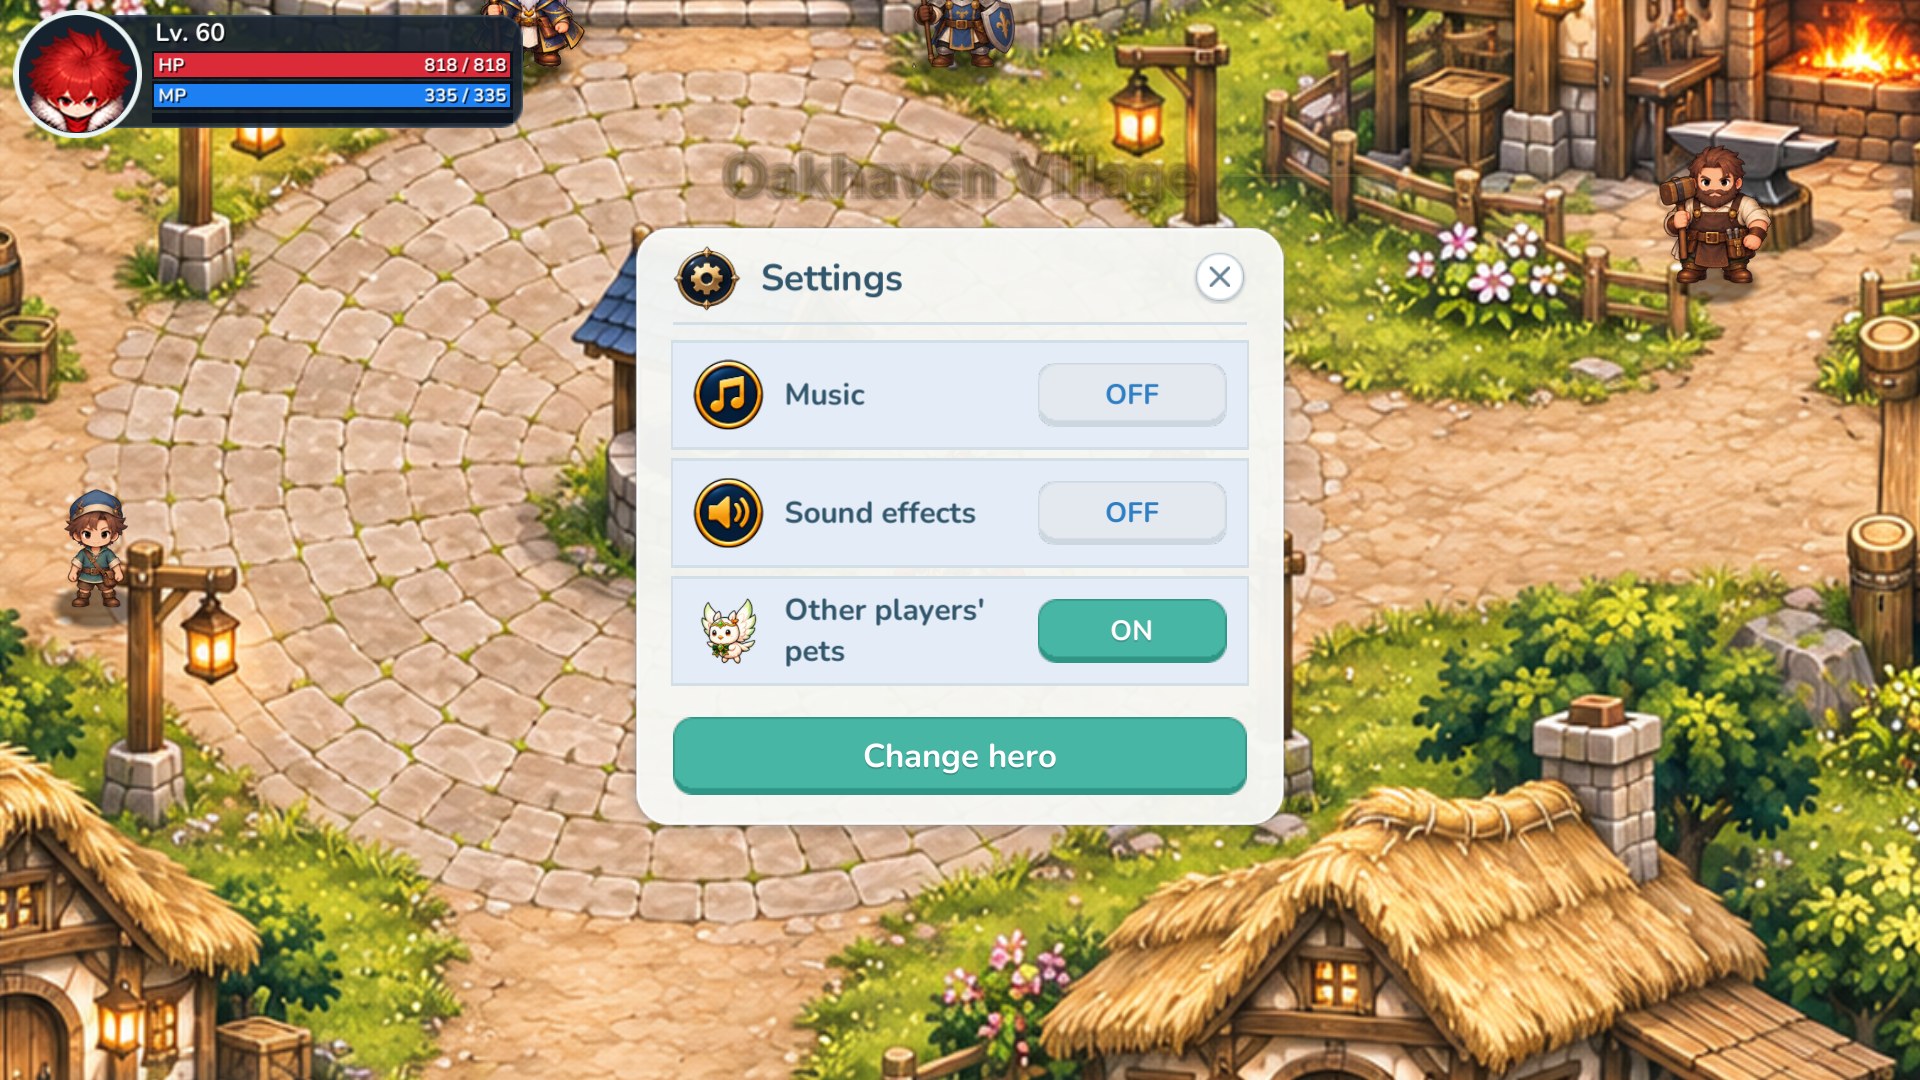 Lv. 60
HP 818 / 818
MP 335 / 335
Oakhaven Village
Settings
Music OFF
Sound effects OFF
Other players'
pets
ON
Change hero